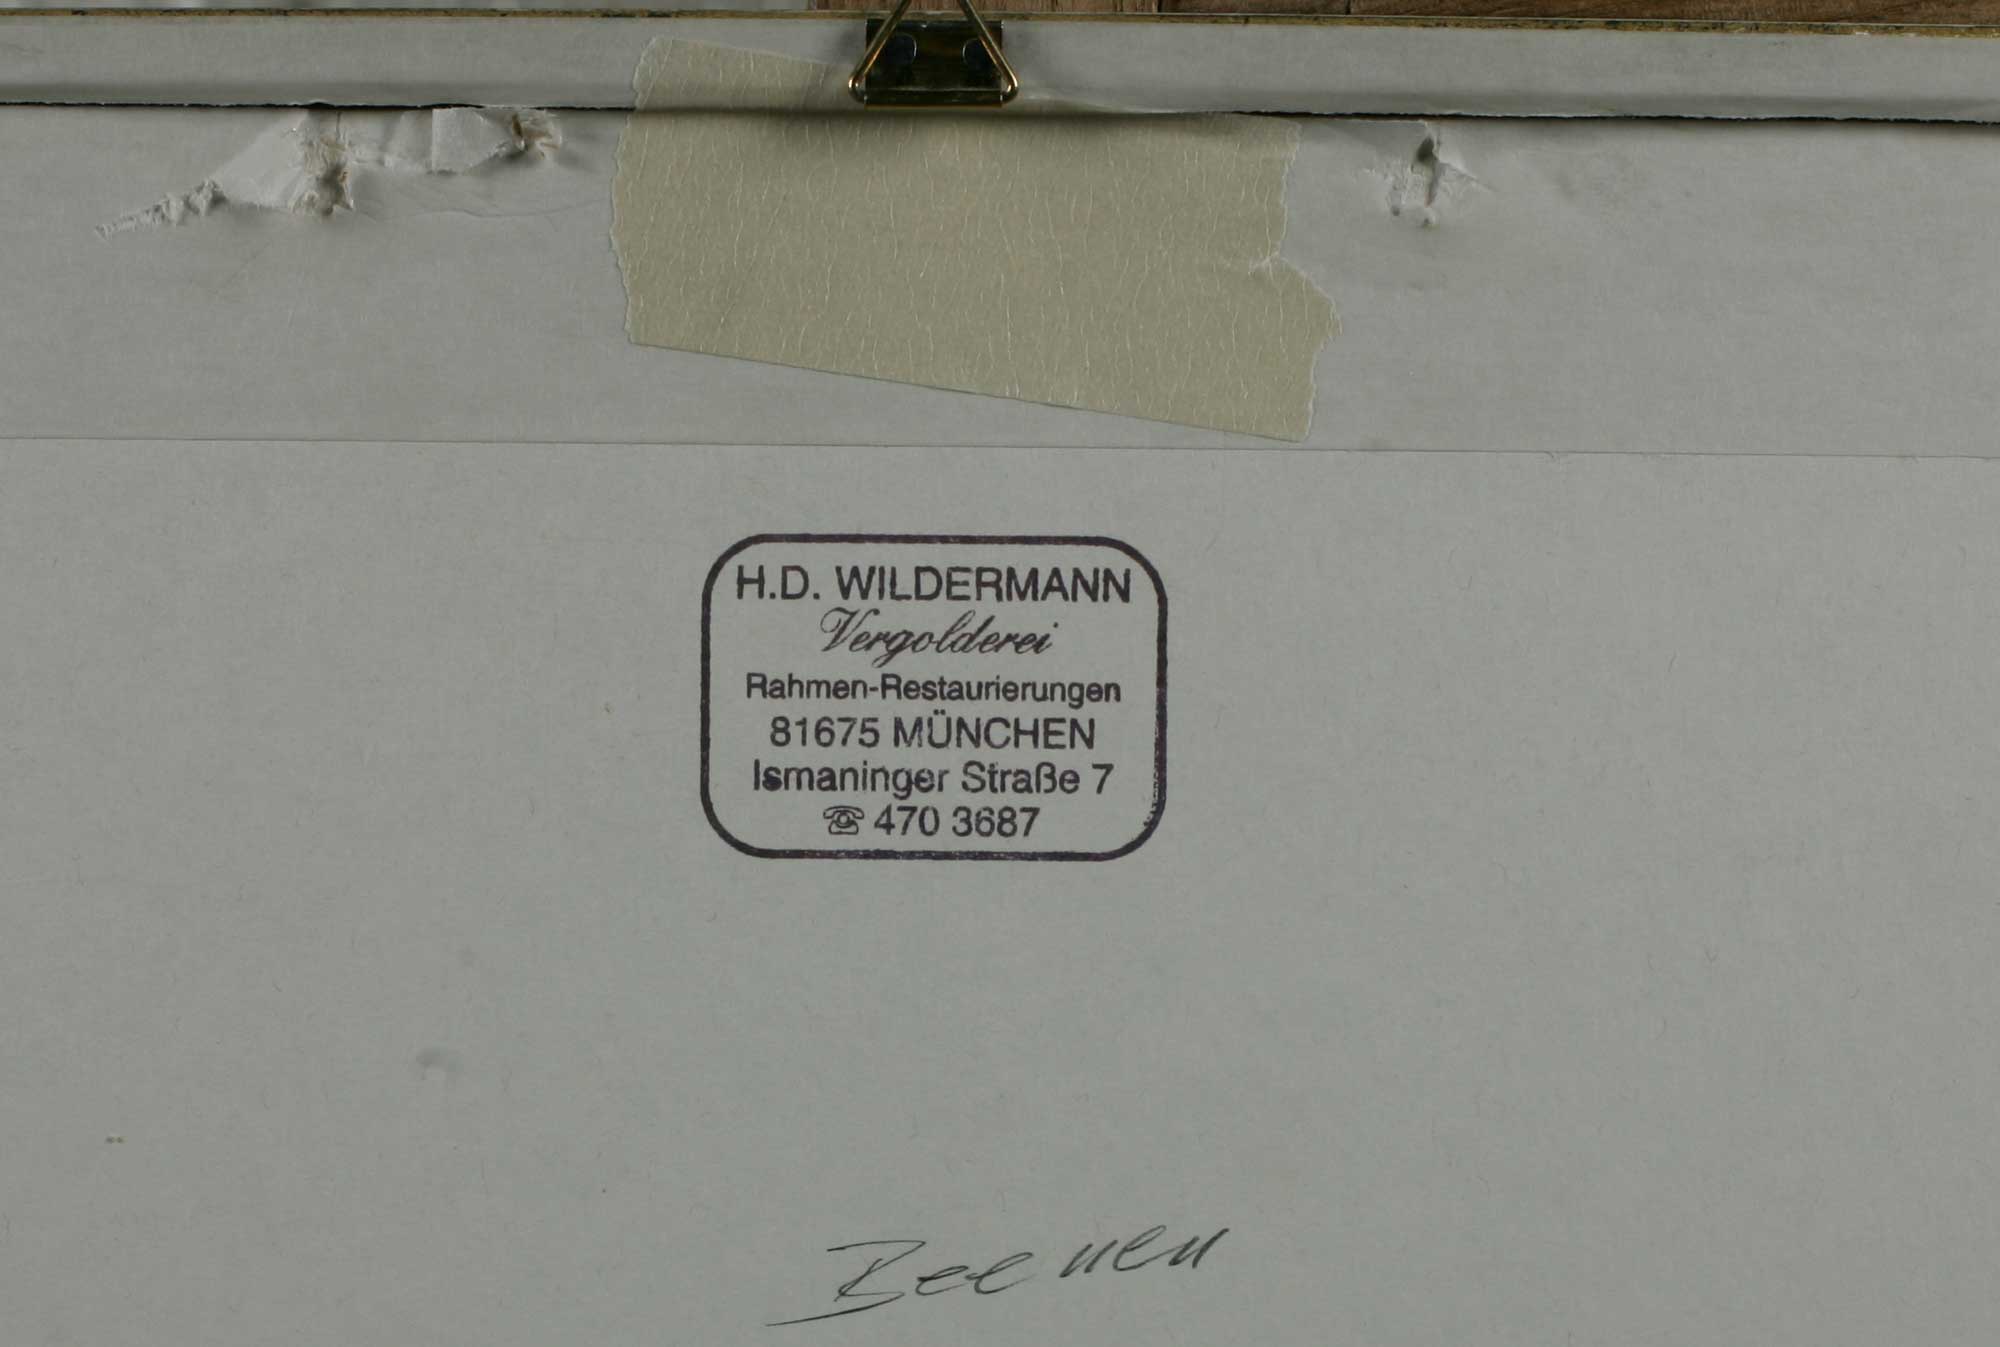 H.D. WILDERMANN
Vergolderei
Rahmen-Restaurierungen
81675 MÜNCHEN
Ismaninger Straße 7
☏ 470 3687